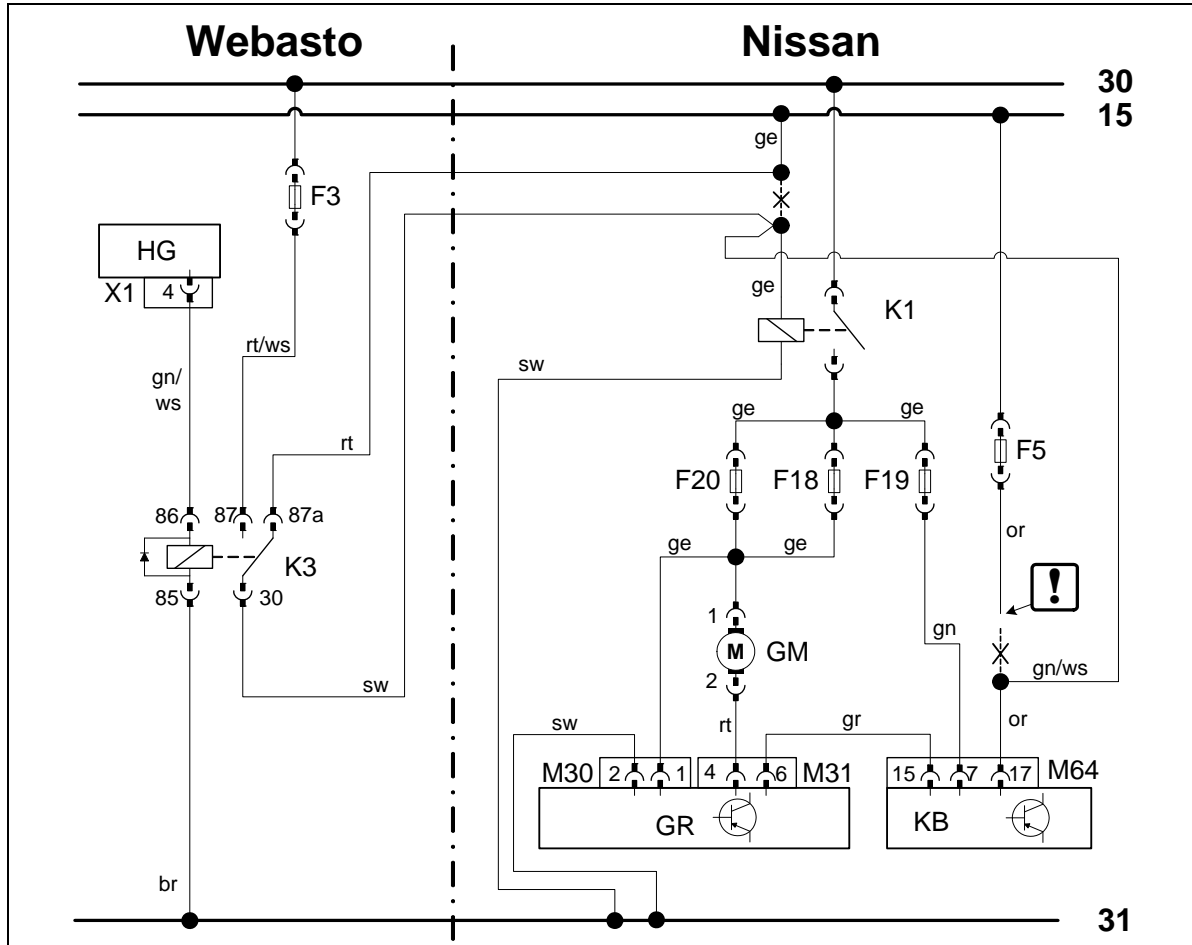 Webasto
Nissan
30
15
ge
F3
HG
X1
4
ge
K1
rt/ws
gn/
ws
sw
ge
ge
rt
F5
F20
F18
F19
86
87
87a
or
ge
ge
K3
85
30
!
1
M
GM
gn
2
gn/ws
sw
sw
rt
gr
or
M30
2
1
4
6
M31
15
7
17
M64
GR
KB
br
31